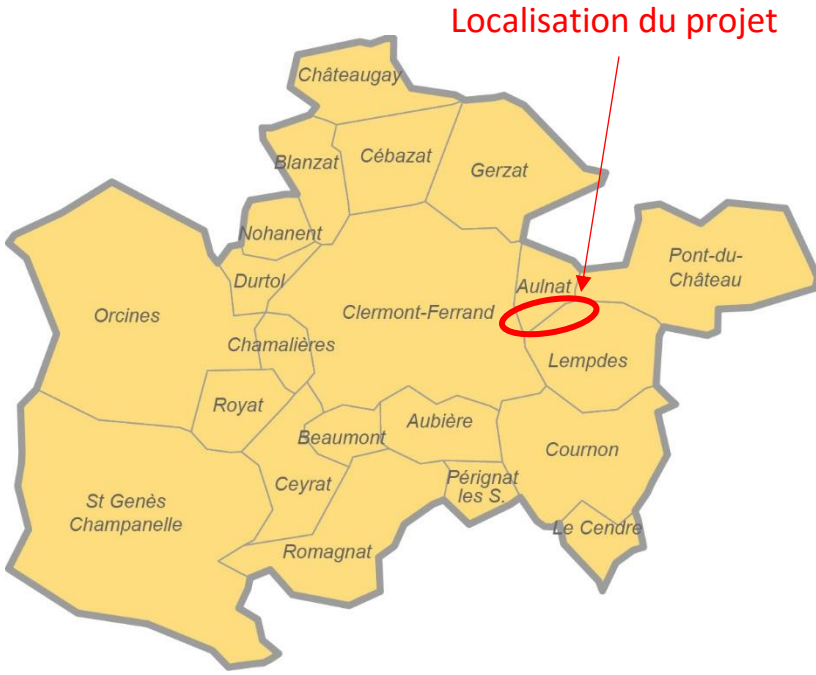 Localisation du projet
Châteaugay
Blanzat
Cébazat
Gerzat
Nohanent
Pont-du-
Château
Durtol
Aulnat
Orcines
Clermont-Ferrand
Chamalières
Lempdes
Royat
Aubière
Beaumont
Cournon
Ceyrat
Pérignat
les S.
St Genès
Champanelle
Le Cendre
Romagnat